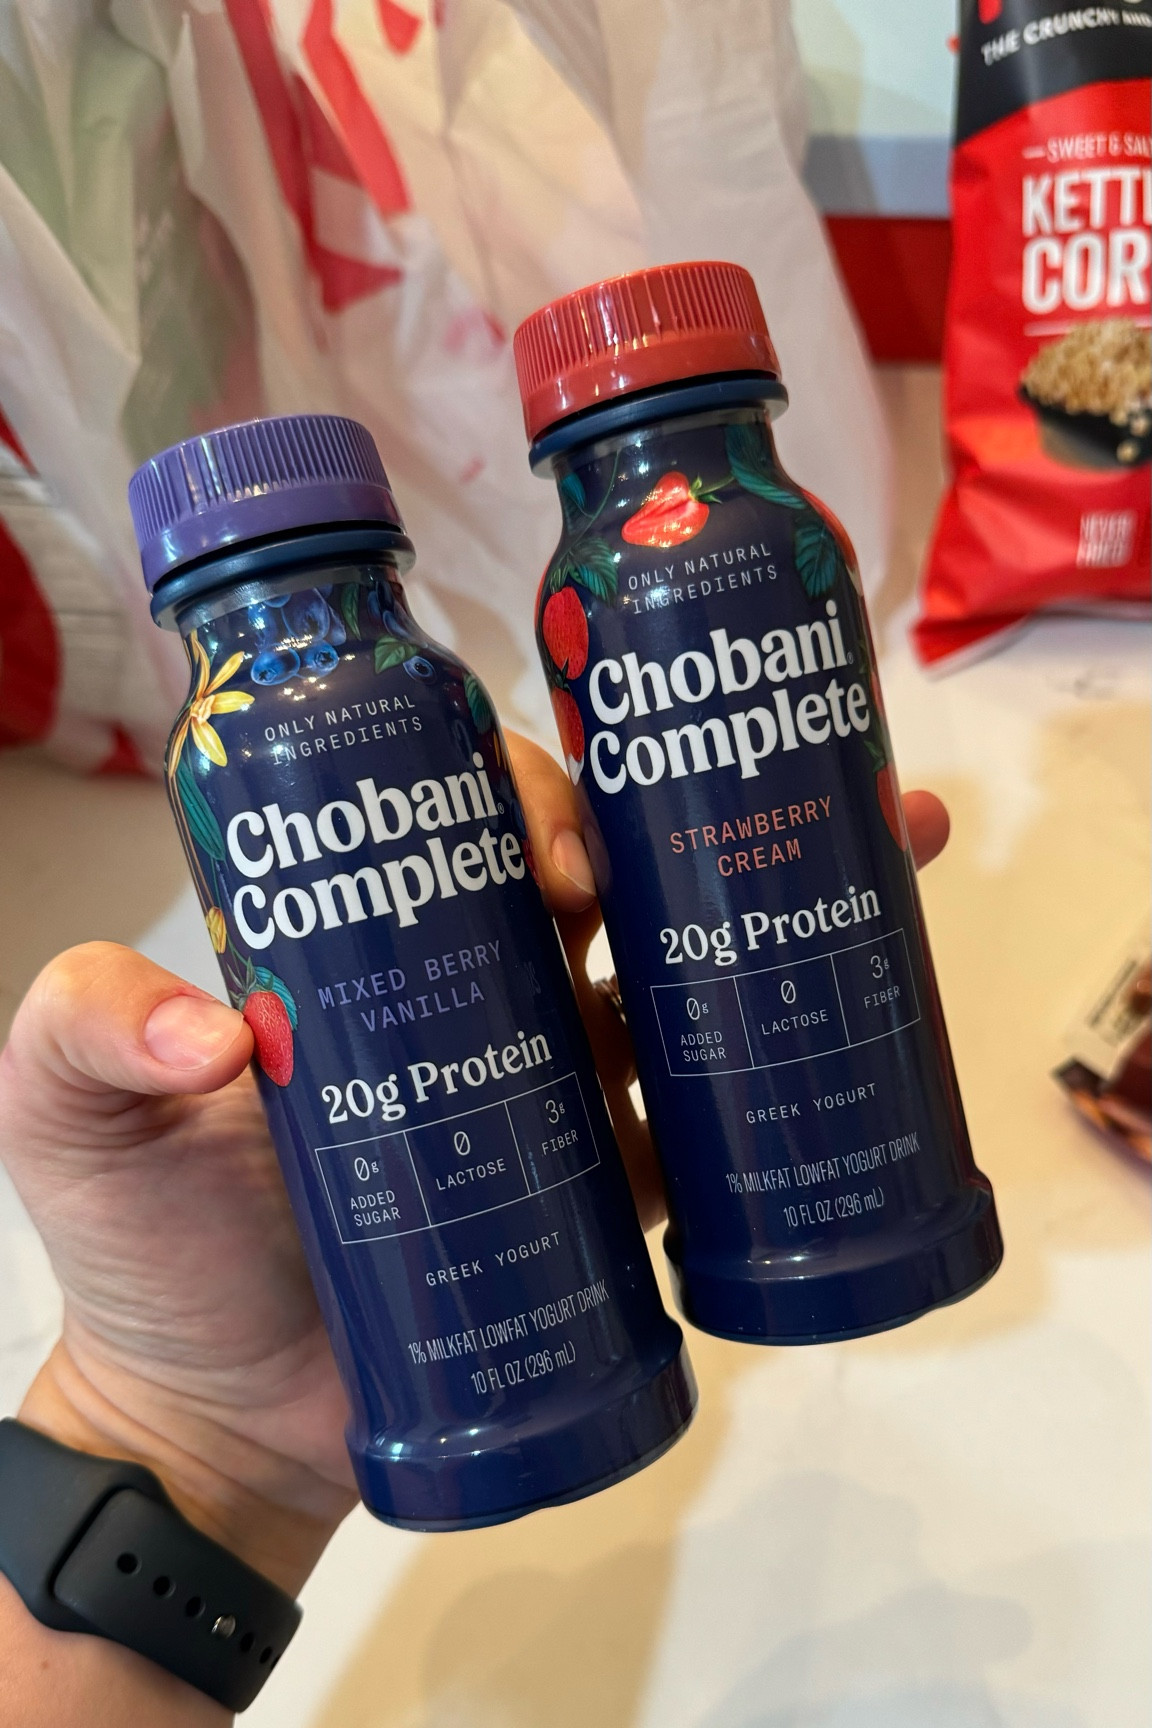 ONLY NATURAL
INGREDIENTS
Chobani®
Complete
MIXED BERRY
VANILLA
20g Protein
0g
ADDED
SUGAR
0
LACTOSE
3g
FIBER
GREEK YOGURT
1% MILKFAT LOWFAT YOGURT DRINK
10 FL OZ (296 mL)
ONLY NATURAL
INGREDIENTS
Chobani®
Complete
STRAWBERRY
CREAM
20g Protein
0g
ADDED
SUGAR
0
LACTOSE
3g
FIBER
GREEK YOGURT
1% MILKFAT LOWFAT YOGURT DRINK
10 FL OZ (296 mL)
THE CRUNCHY
SWEET & SAL
KETTL
COR